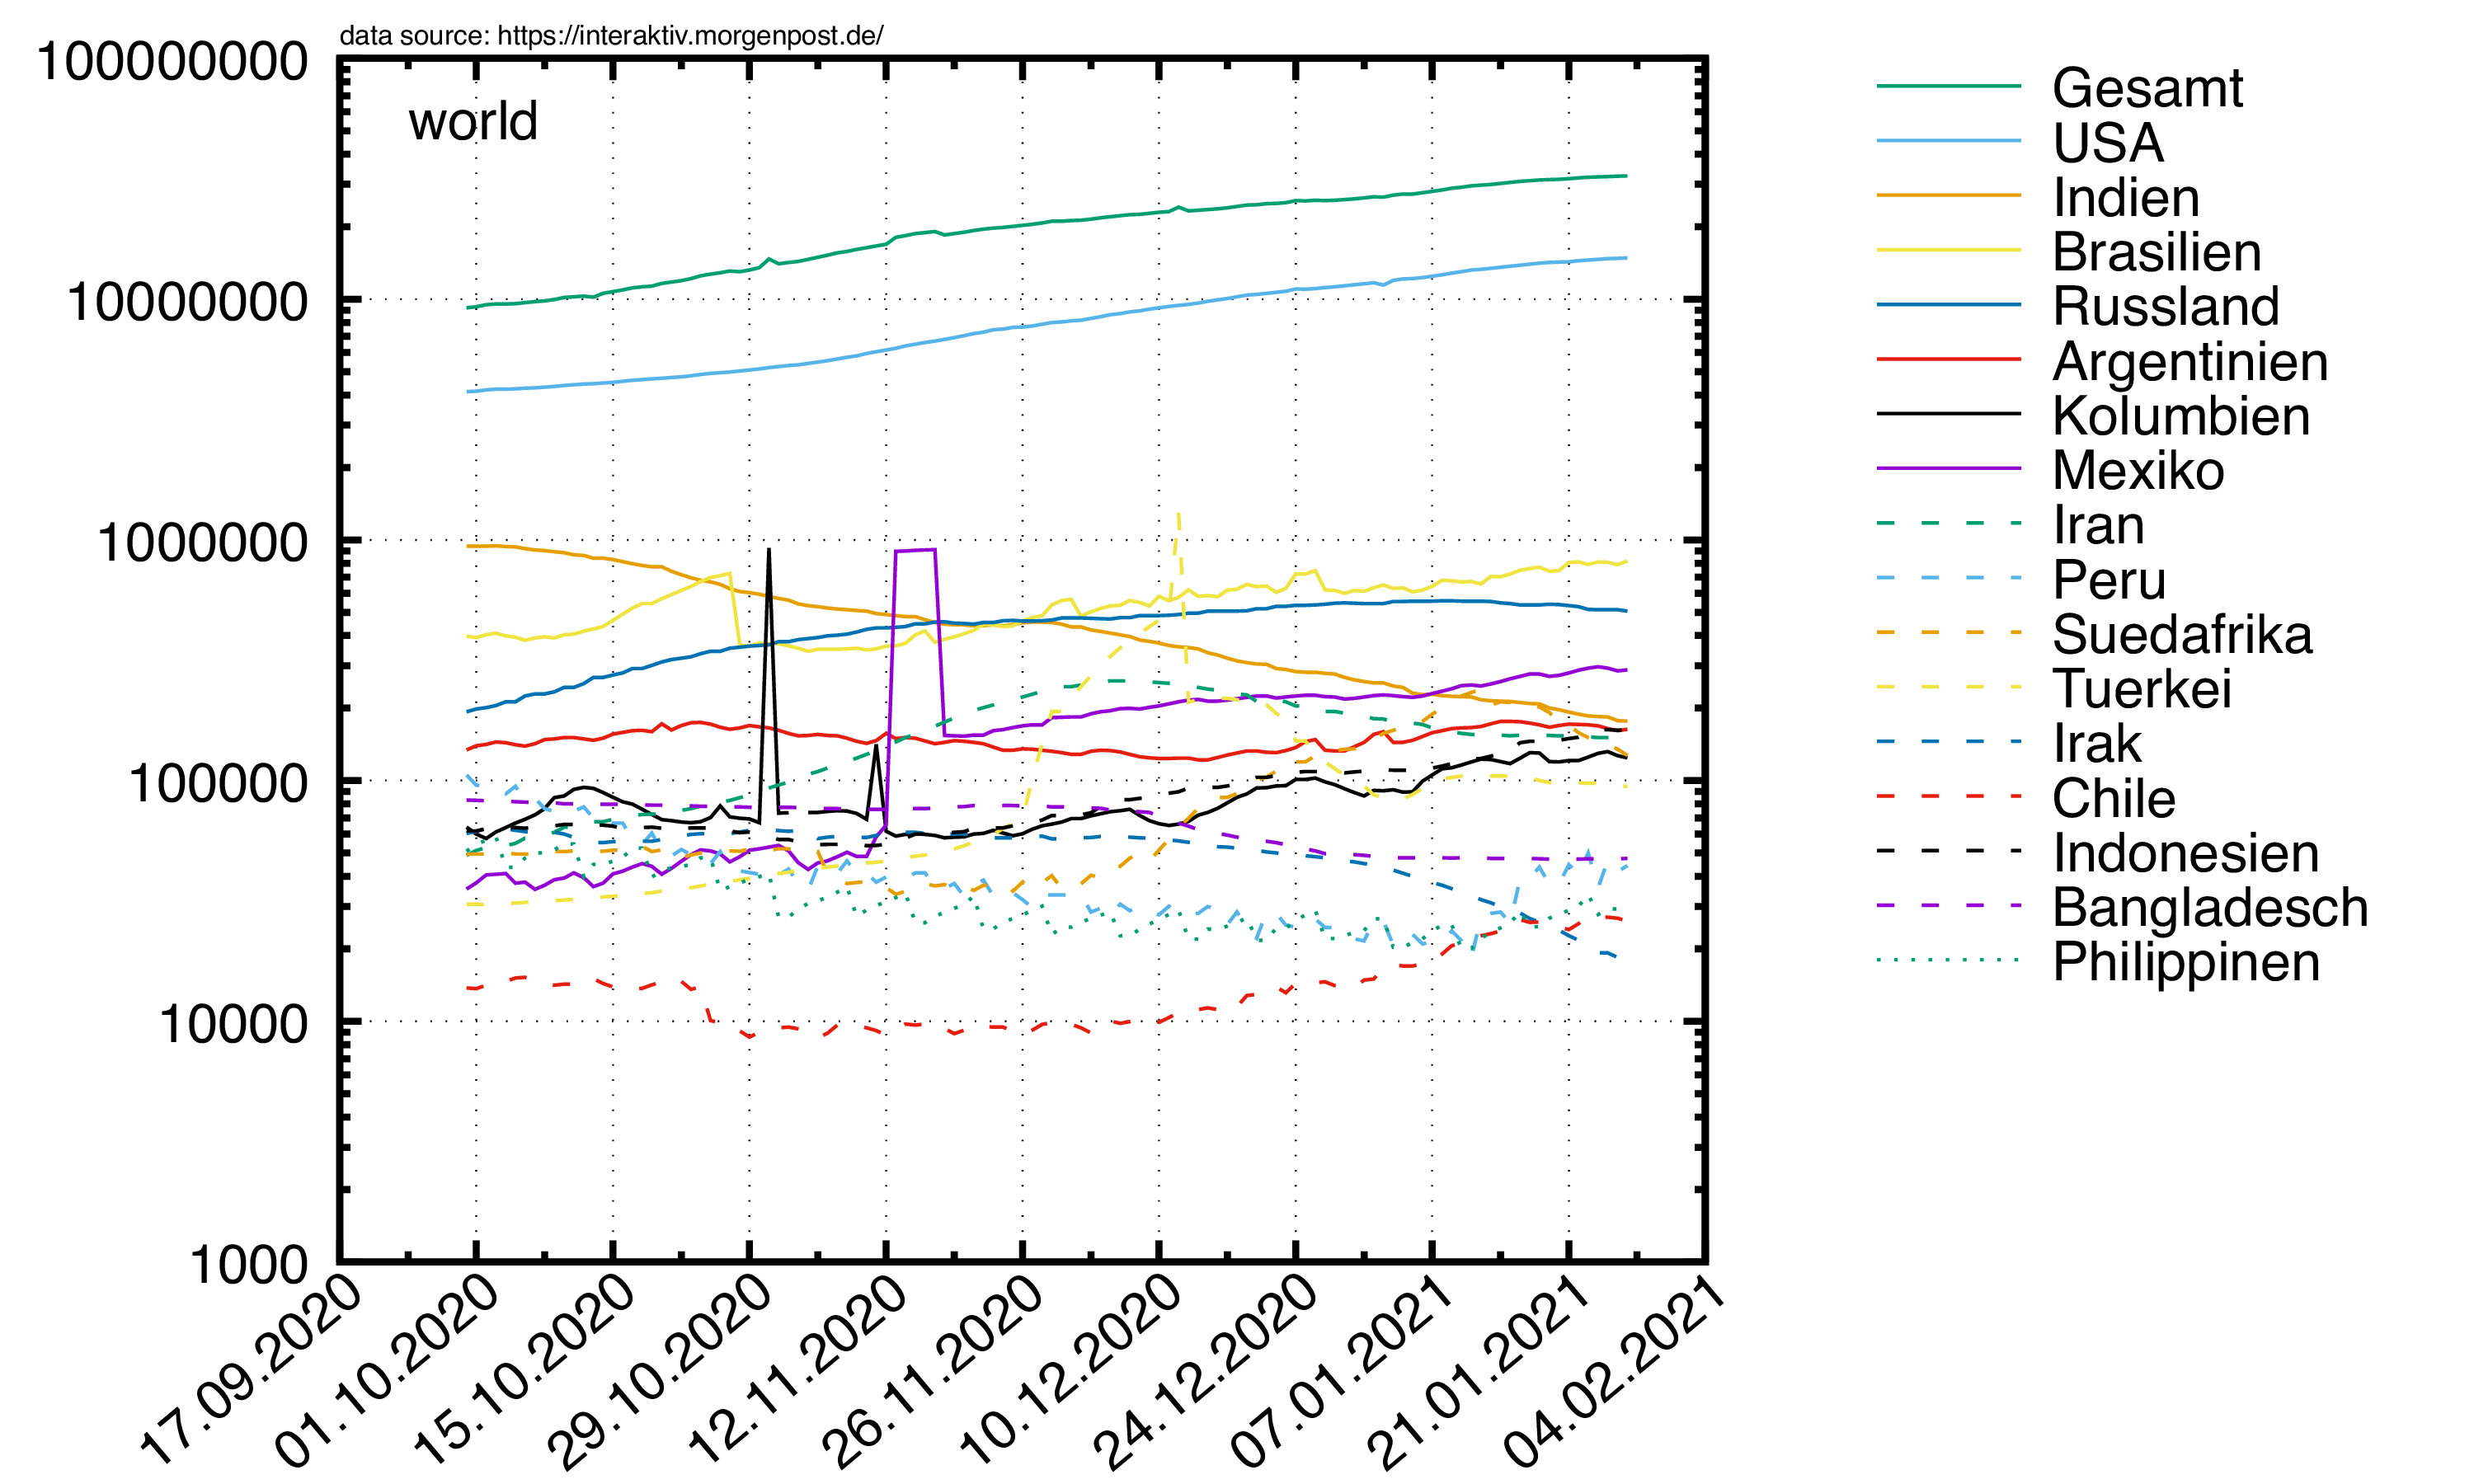 data source: https://interaktiv.morgenpost.de/
world
100000000
10000000
1000000
100000
10000
1000
17.09.2020
01.10.2020
15.10.2020
29.10.2020
12.11.2020
26.11.2020
10.12.2020
24.12.2020
07.01.2021
21.01.2021
04.02.2021
Gesamt
USA
Indien
Brasilien
Russland
Argentinien
Kolumbien
Mexiko
Iran
Peru
Suedafrika
Tuerkei
Irak
Chile
Indonesien
Bangladesch
Philippinen